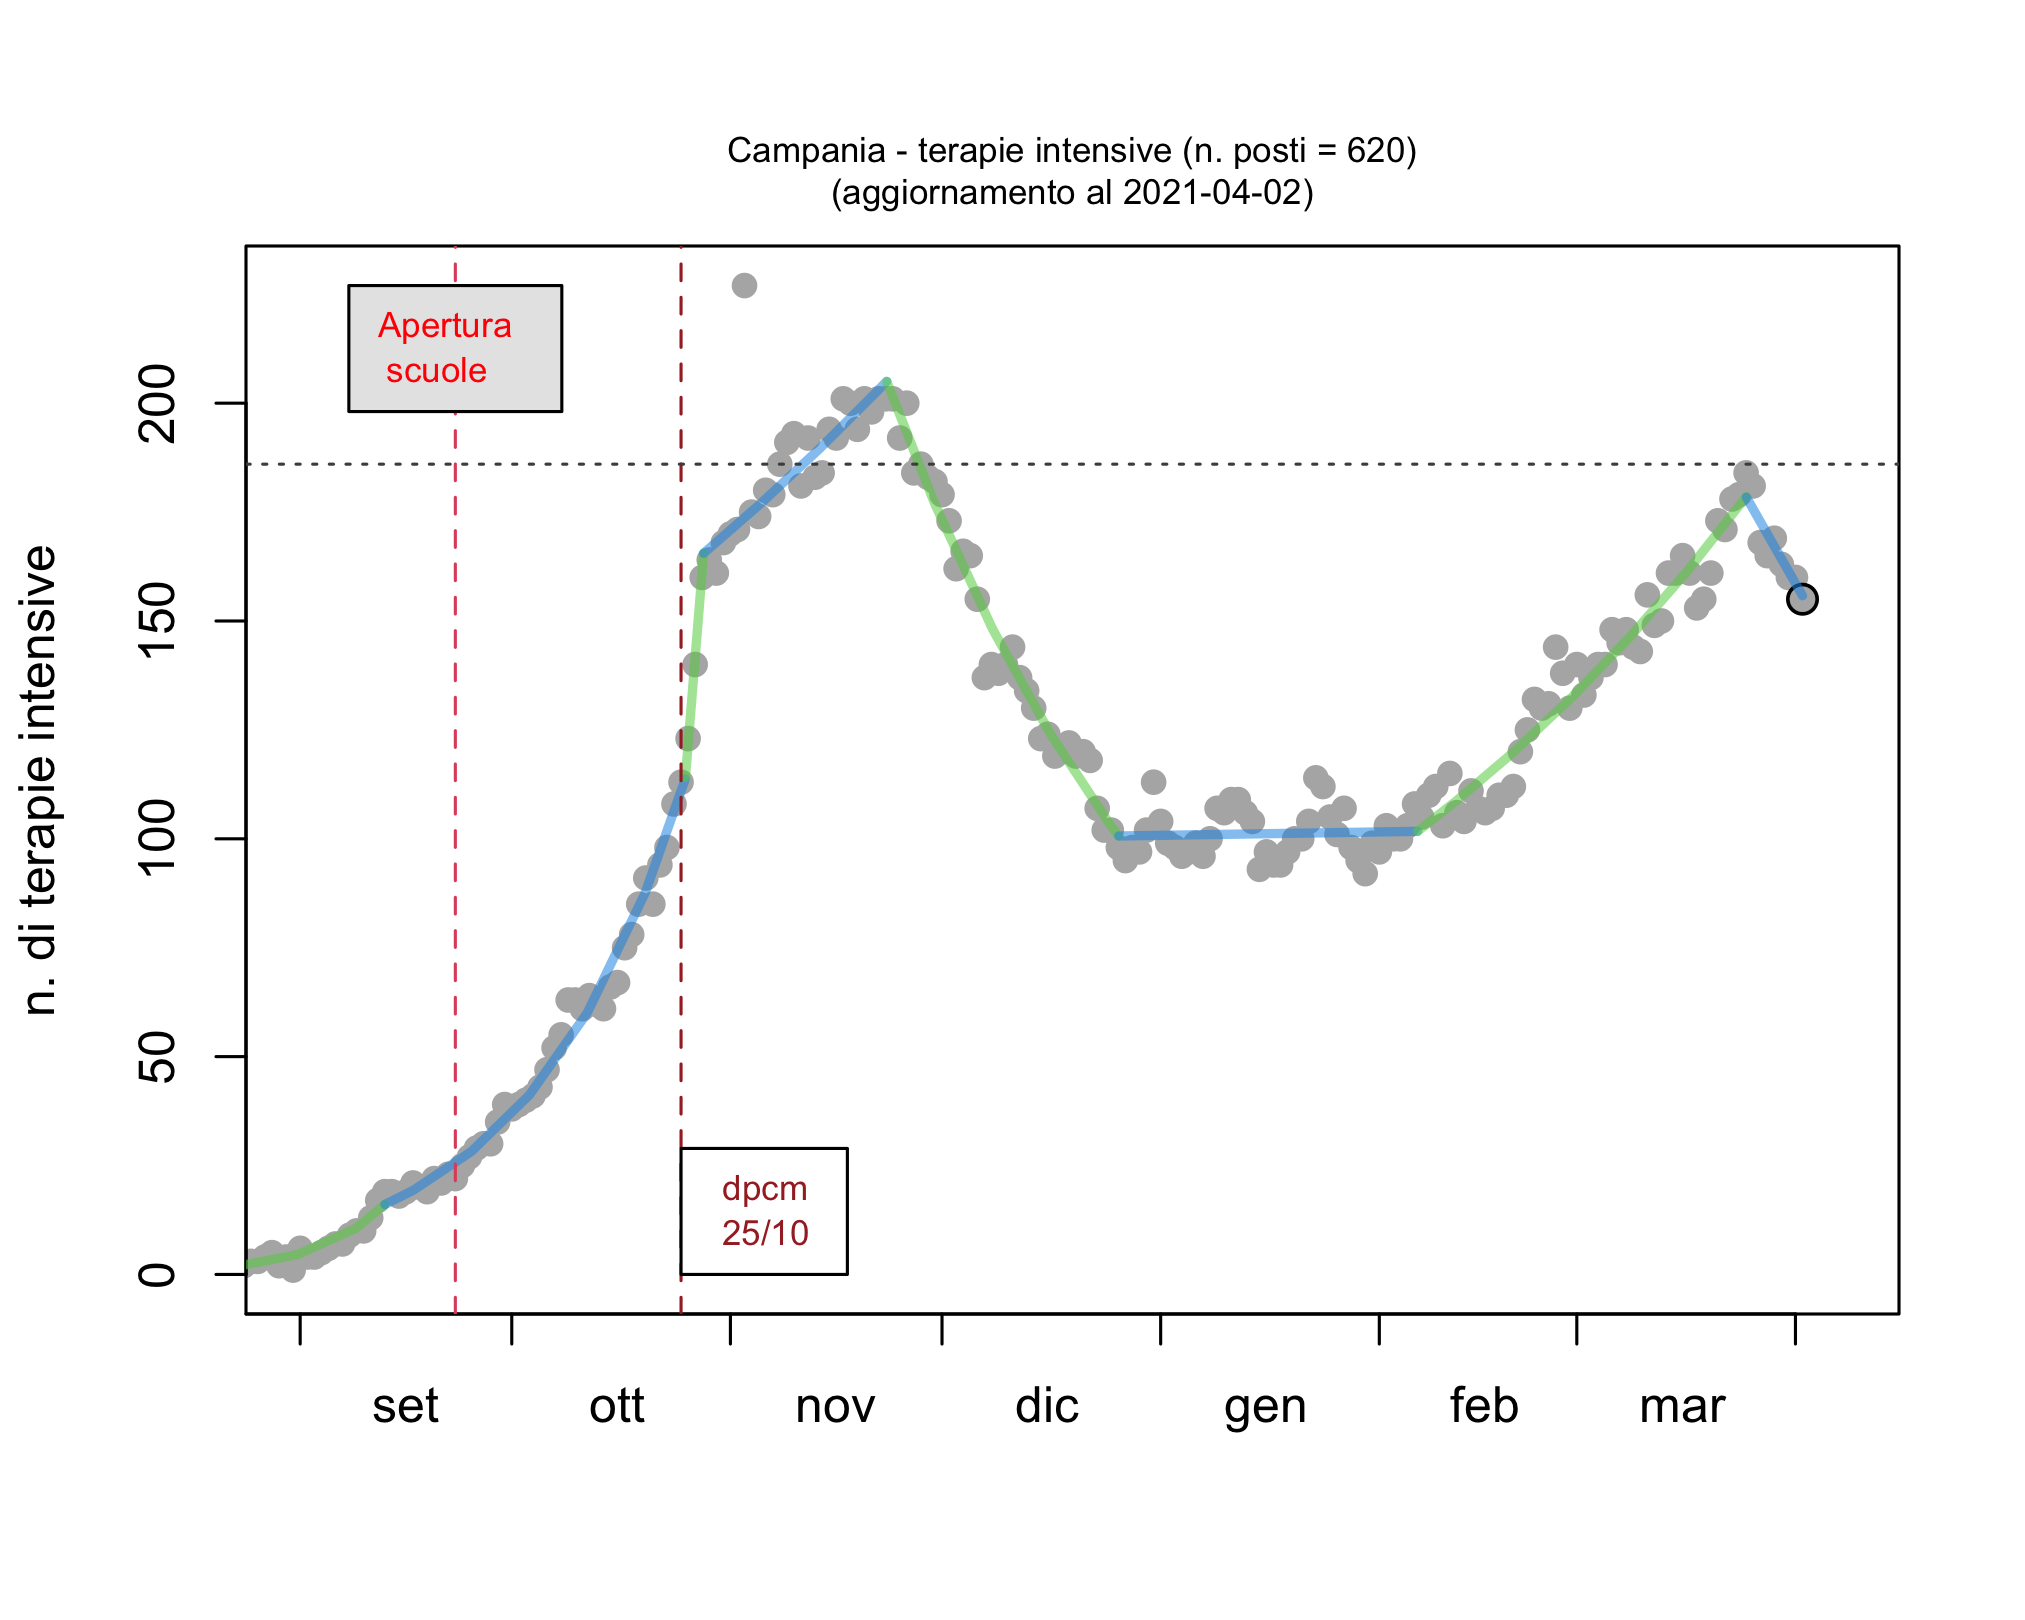 Campania - terapie intensive (n. posti = 620)
(aggiornamento al 2021-04-02)
Apertura
scuole
n. di terapie intensive
200
150
100
50
0
dpcm
25/10
set ott nov dic gen feb mar